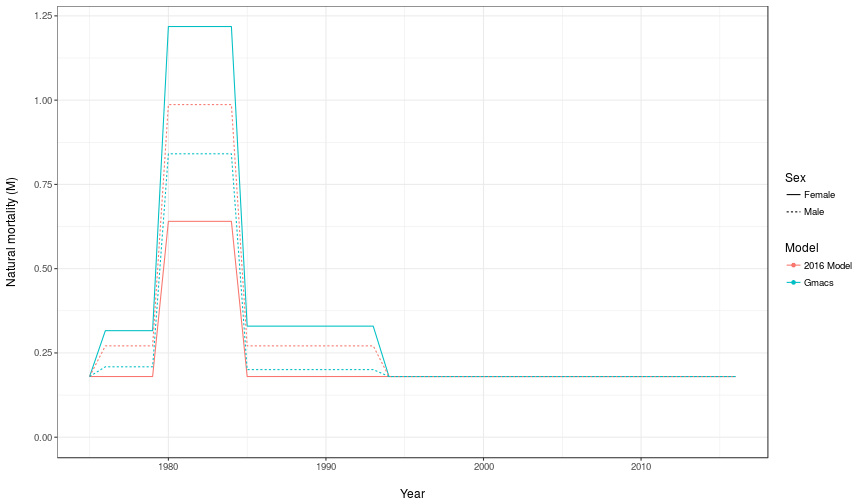 1.25
1.00
0.75
0.50
0.25
0.00
Natural mortality (M)
1980
1990
2000
2010
Year
Sex
Female
Male
Model
2016 Model
Gmacs